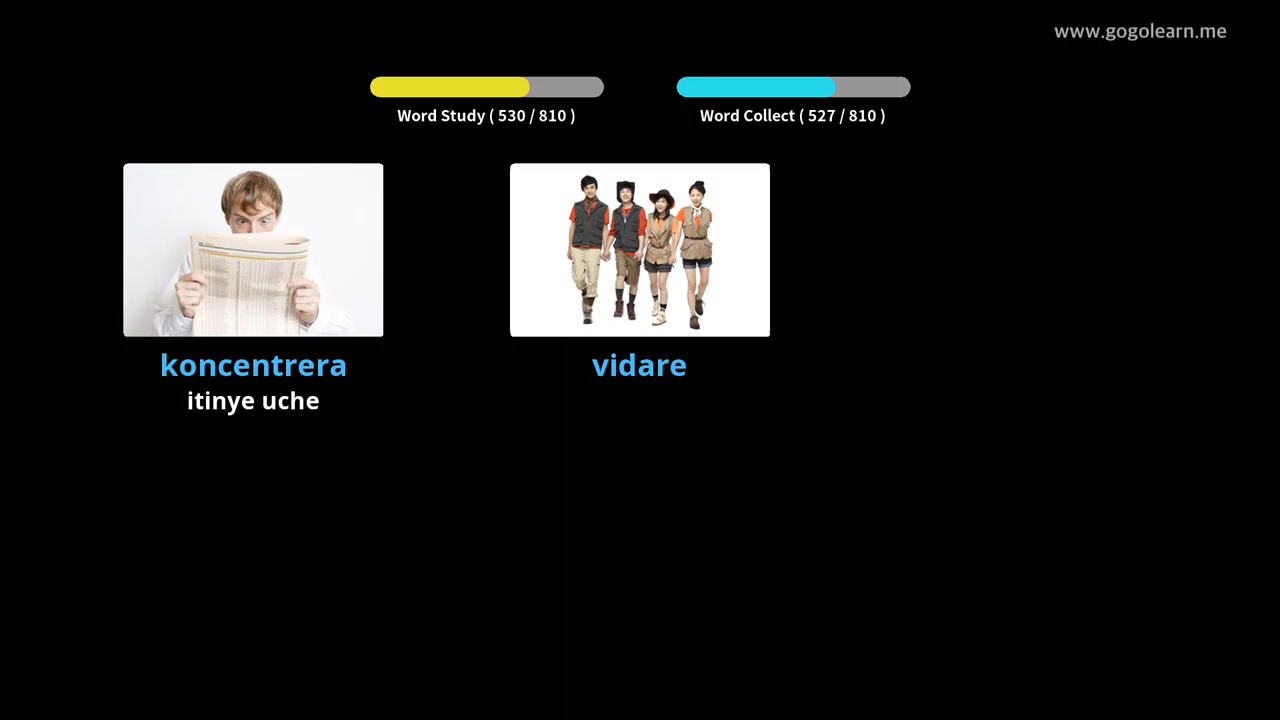 www.gogolearn.me
Word Study ( 530 / 810 )
Word Collect ( 527 / 810 )
koncentrera
itinye uche
vidare